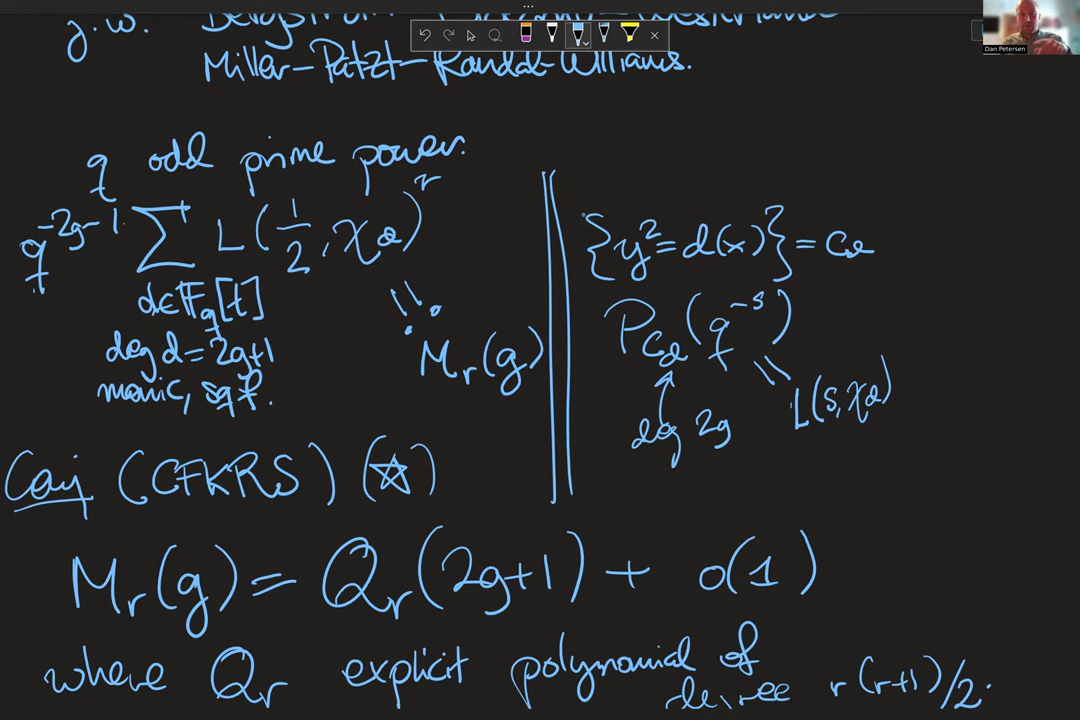 j.w.
Miller–Patzt–Randal-Williams.
Dan Petersen
q odd prime power.
q^{-2g-1} ∑ L(1/2, χ_d)^r
d∈𝔽_q[t]
deg d = 2g+1
monic, sqf.
=: M_r(g)
{y² = d(x)} = C_d
P_{C_d}(q^{-s})
= L(s, χ_d)
deg 2g
Conj (CFKRS) (☆)
M_r(g) = Q_r(2g+1) + o(1)
where Q_r explicit polynomial of
degree r(r+1)/2.